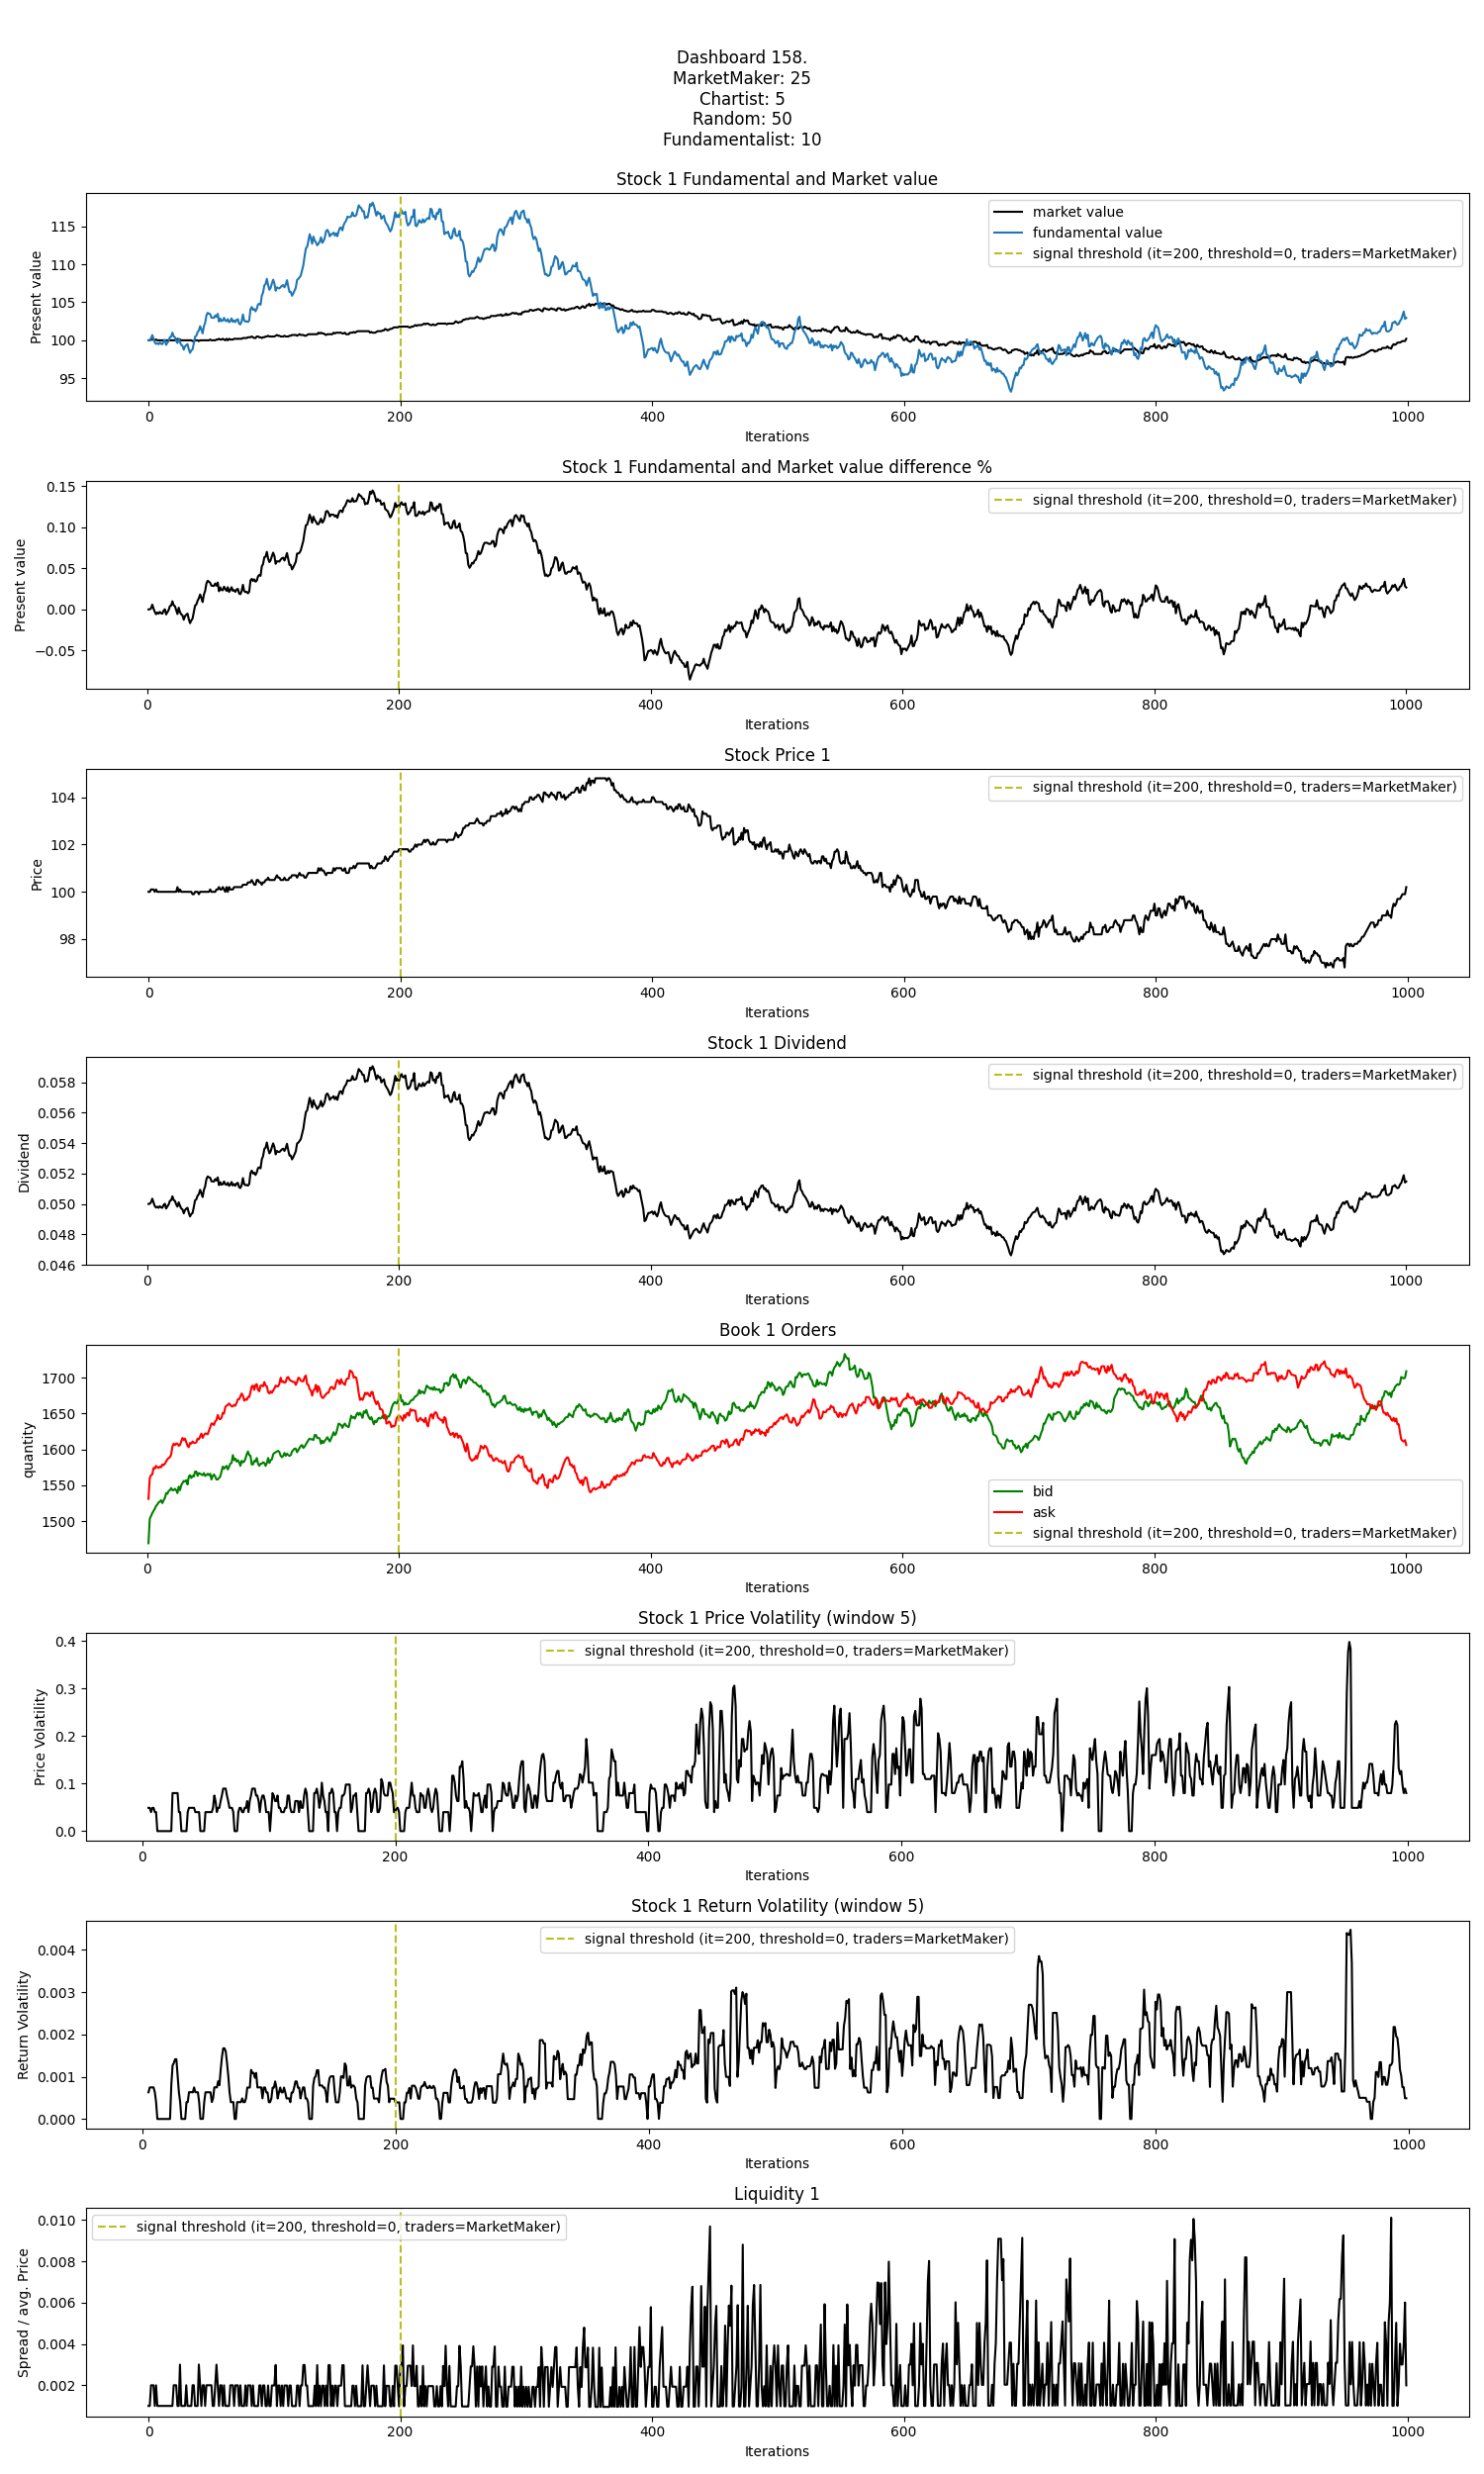 Dashboard 158.
MarketMaker: 25
Chartist: 5
Random: 50
Fundamentalist: 10
Stock 1 Fundamental and Market value
market value
fundamental value
signal threshold (it=200, threshold=0, traders=MarketMaker)
Present value
115
110
105
100
95
0 200 400 600 800 1000
Iterations
Stock 1 Fundamental and Market value difference %
signal threshold (it=200, threshold=0, traders=MarketMaker)
Present value
0.15
0.10
0.05
0.00
−0.05
0 200 400 600 800 1000
Iterations
Stock Price 1
signal threshold (it=200, threshold=0, traders=MarketMaker)
Price
104
102
100
98
0 200 400 600 800 1000
Iterations
Stock 1 Dividend
signal threshold (it=200, threshold=0, traders=MarketMaker)
Dividend
0.058
0.056
0.054
0.052
0.050
0.048
0.046
0 200 400 600 800 1000
Iterations
Book 1 Orders
quantity
1700
1650
1600
1550
1500
bid
ask
signal threshold (it=200, threshold=0, traders=MarketMaker)
0 200 400 600 800 1000
Iterations
Stock 1 Price Volatility (window 5)
signal threshold (it=200, threshold=0, traders=MarketMaker)
Price Volatility
0.4
0.3
0.2
0.1
0.0
0 200 400 600 800 1000
Iterations
Stock 1 Return Volatility (window 5)
signal threshold (it=200, threshold=0, traders=MarketMaker)
Return Volatility
0.004
0.003
0.002
0.001
0.000
0 200 400 600 800 1000
Iterations
Liquidity 1
signal threshold (it=200, threshold=0, traders=MarketMaker)
Spread / avg. Price
0.010
0.008
0.006
0.004
0.002
0 200 400 600 800 1000
Iterations